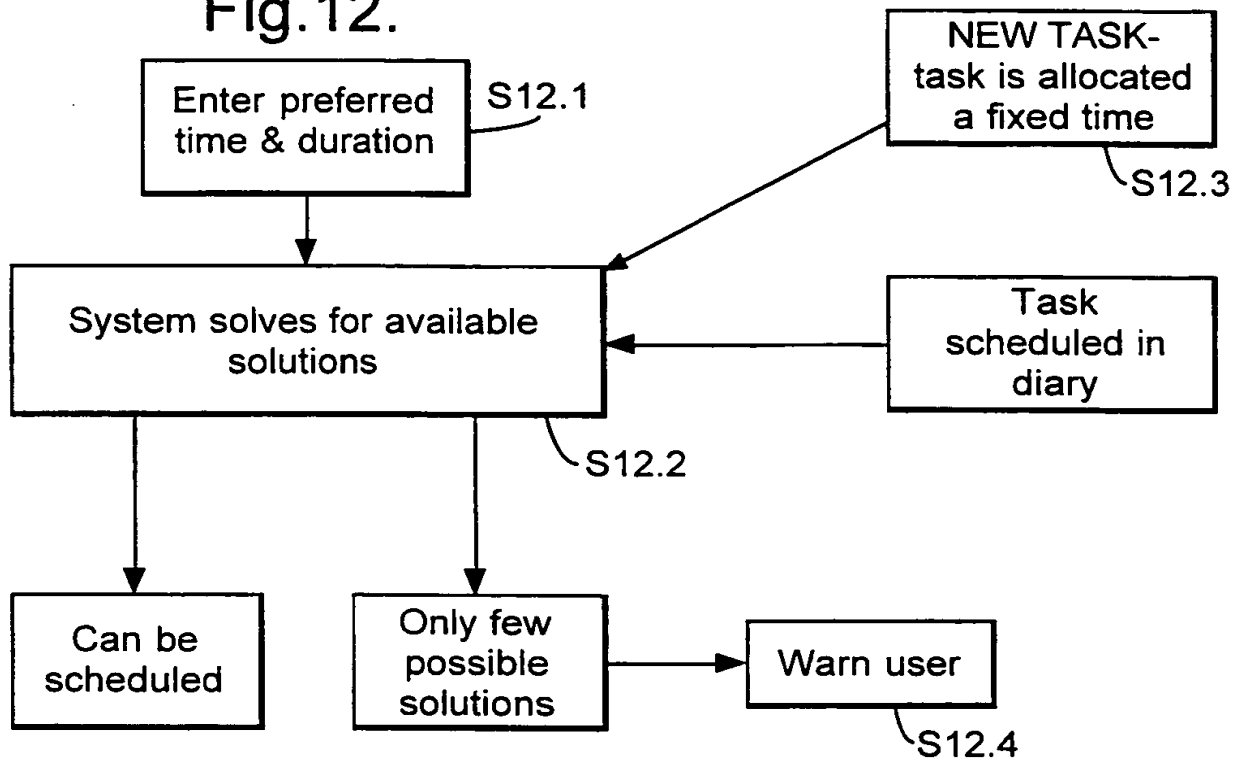 Fig.12.
Enter preferred
time & duration
S12.1
NEW TASK-
task is allocated
a fixed time
S12.3
System solves for available
solutions
S12.2
Task
scheduled in
diary
Can be
scheduled
Only few
possible
solutions
Warn user
S12.4